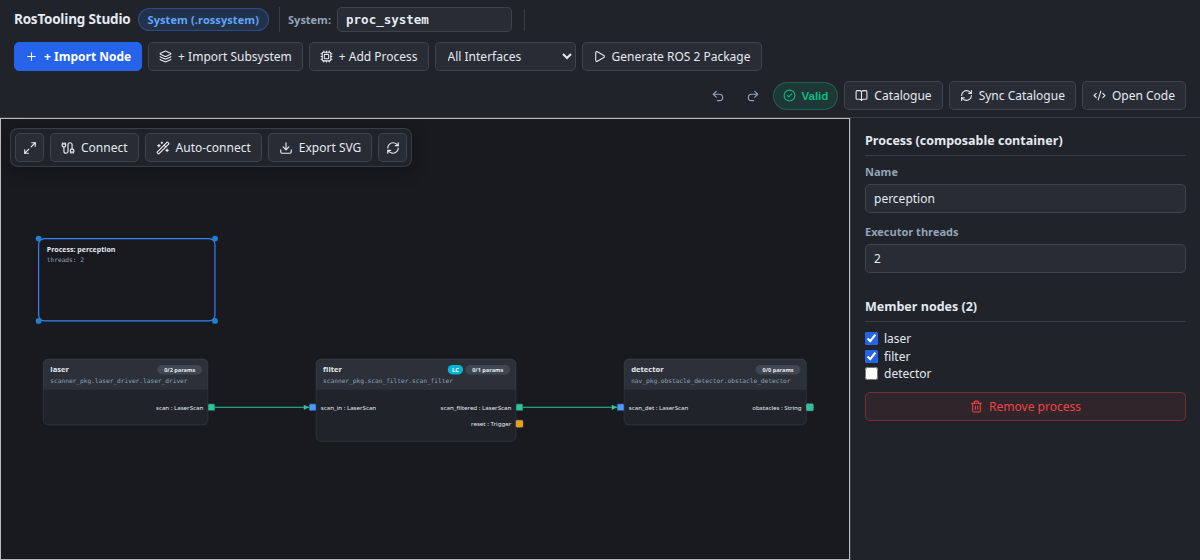 RosTooling Studio
System (.rossystem)
System:
proc_system
+ Import Node
+ Import Subsystem
+ Add Process
All Interfaces
Generate ROS 2 Package
Valid
Catalogue
Sync Catalogue
Open Code
Connect
Auto-connect
Export SVG
Process: perception
threads: 2
laser
0/2 params
scanner_pkg.laser_driver.laser_driver
scan : LaserScan
filter
LC
0/1 params
scanner_pkg.scan_filter.scan_filter
scan_in : LaserScan
scan_filtered : LaserScan
reset : Trigger
detector
0/0 params
nav_pkg.obstacle_detector.obstacle_detector
scan_det : LaserScan
obstacles : String
Process (composable container)
Name
perception
Executor threads
2
Member nodes (2)
laser
filter
detector
Remove process